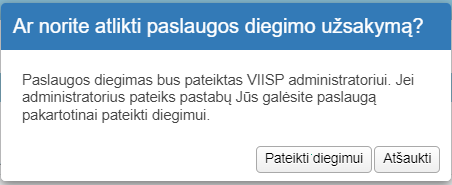 Ar norite atlikti paslaugos diegimo užsakymą?
Paslaugos diegimas bus pateiktas VIISP administratoriui. Jei
administratorius pateiks pastabų Jūs galėsite paslaugą
pakartotinai pateikti diegimui.
Pateikti diegimui Atšaukti